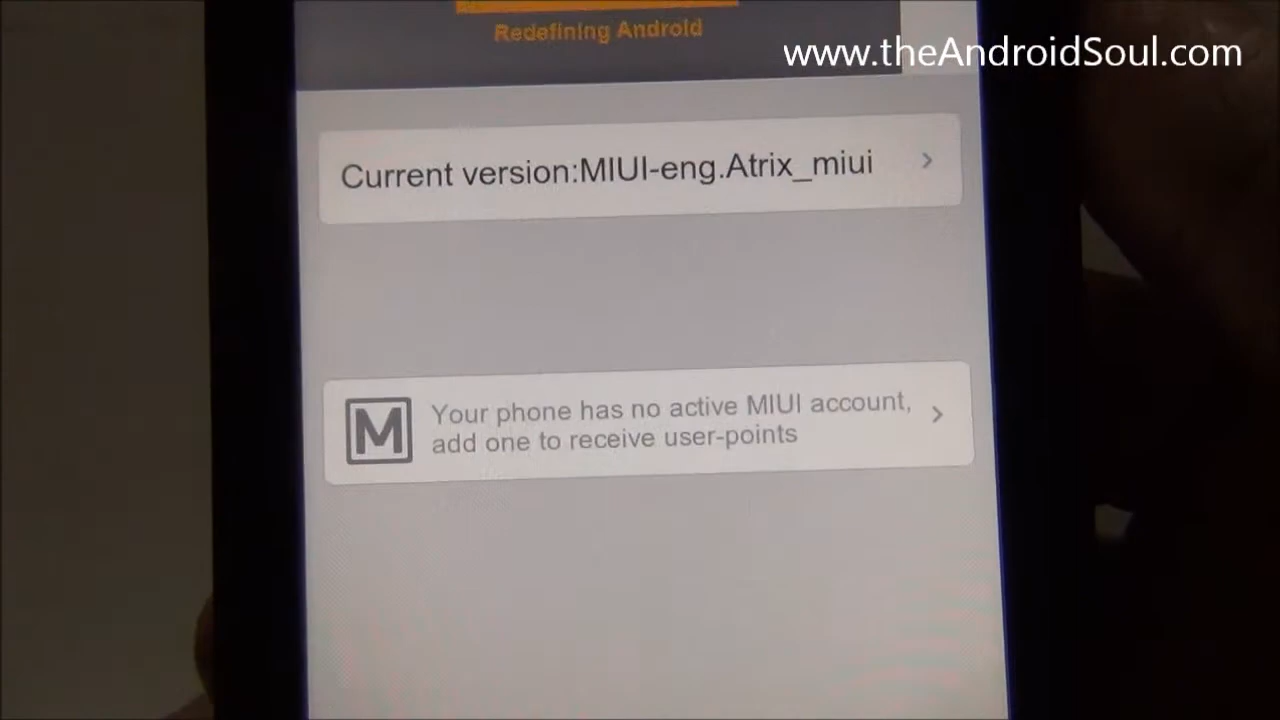 Redefining Android
www.theAndroidSoul.com
Current version:MIUI-eng.Atrix_miui
M
Your phone has no active MIUI account,
add one to receive user-points